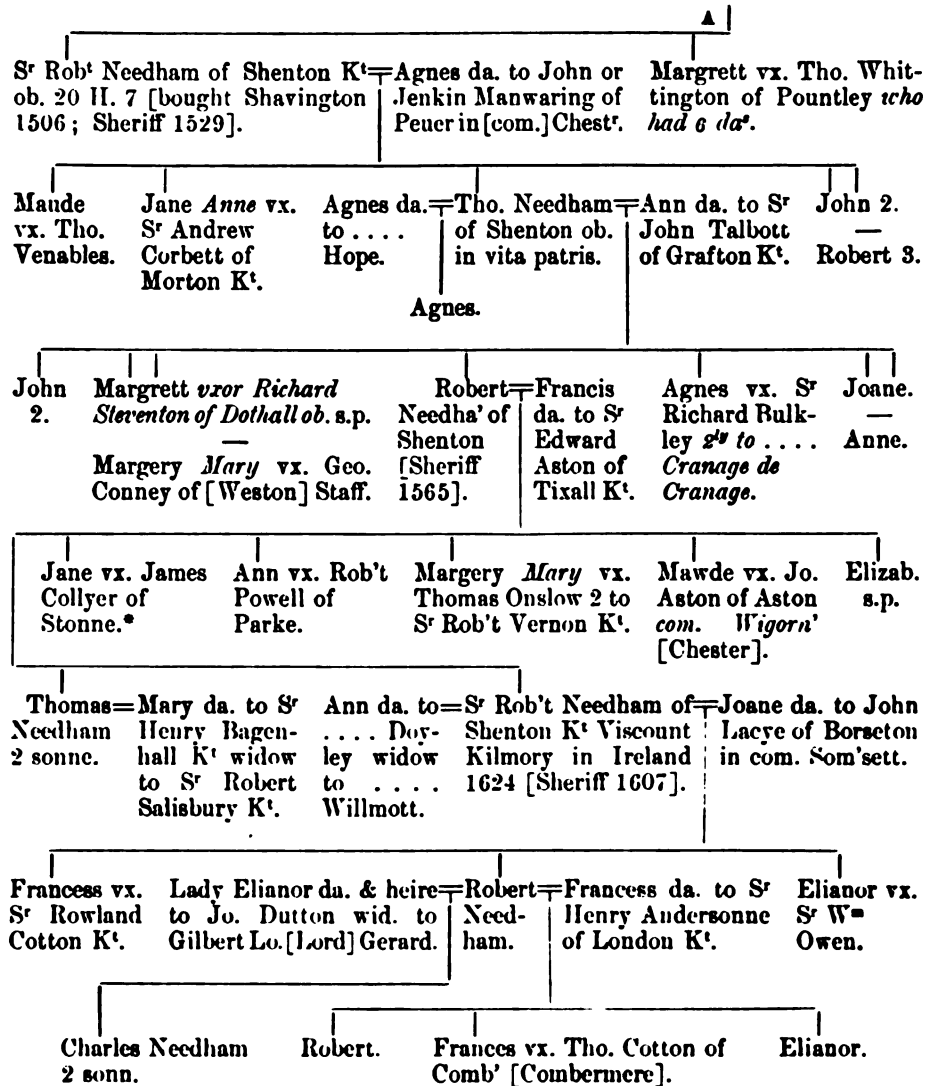 A
Sʳ Robᵗ Needham of Shenton Kᵗ
ob. 20 H. 7 [bought Shavington
1506; Sheriff 1529].
Agnes da. to John or
Jenkin Manwaring of
Peuer in [com.] Chestʳ.
Margrett vx. Tho. Whit-
tington of Pountley who
had 6 daˢ.
Maude
vx. Tho.
Venables.
Jane Anne vx.
Sʳ Andrew
Corbett of
Morton Kᵗ.
Agnes da.
to . . . .
Hope.
Tho. Needham
of Shenton ob.
in vita patris.
Ann da. to Sʳ
John Talbott
of Grafton Kᵗ.
John 2.
—
Robert 3.
Agnes.
John
2.
Margrett vxor Richard
Steventon of Dothall ob. s.p.
—
Margery Mary vx. Geo.
Conney of [Weston] Staff.
Robert
Needha' of
Shenton
[Sheriff
1565].
Francis
da. to Sʳ
Edward
Aston of
Tixall Kᵗ.
Agnes vx. Sʳ
Richard Bulk-
ley 2ˡʸ to . . . .
Cranage de
Cranage.
Joane.
—
Anne.
Jane vx. James
Collyer of
Stonne.*
Ann vx. Rob't
Powell of
Parke.
Margery Mary vx.
Thomas Onslow 2 to
Sʳ Rob't Vernon Kᵗ.
Mawde vx. Jo.
Aston of Aston
com. Wigorn'
[Chester].
Elizab.
s.p.
Thomas
Needham
2 sonne.
Mary da. to Sʳ
Henry Bagen-
hall Kᵗ widow
to Sʳ Robert
Salisbury Kᵗ.
Ann da. to
. . . . Doy-
ley widow
to . . . .
Willmott.
Sʳ Rob't Needham of
Shenton Kᵗ Viscount
Kilmory in Ireland
1624 [Sheriff 1607].
Joane da. to John
Lacye of Borseton
in com. Som'sett.
Francess vx.
Sʳ Rowland
Cotton Kᵗ.
Lady Elianor da. & heire
to Jo. Dutton wid. to
Gilbert Lo. [Lord] Gerard.
Robert
Need-
ham.
Francess da. to Sʳ
Henry Andersonne
of London Kᵗ.
Elianor vx.
Sʳ Wᵐ
Owen.
Charles Needham
2 sonn.
Robert.
Frances vx. Tho. Cotton of
Comb' [Combermere].
Elianor.